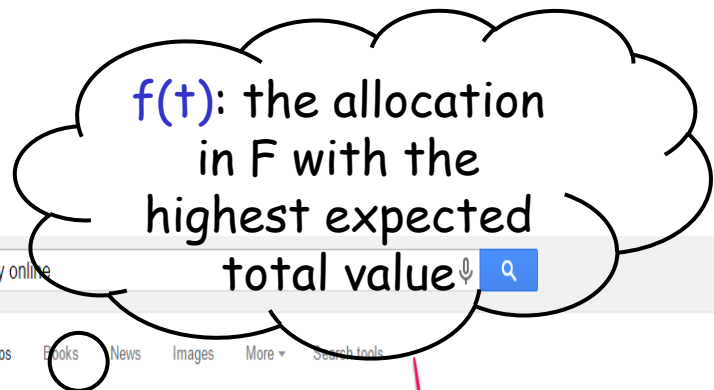 f(t): the allocation
in F with the
highest expected
total value
y online
os Books News Images More Search tools